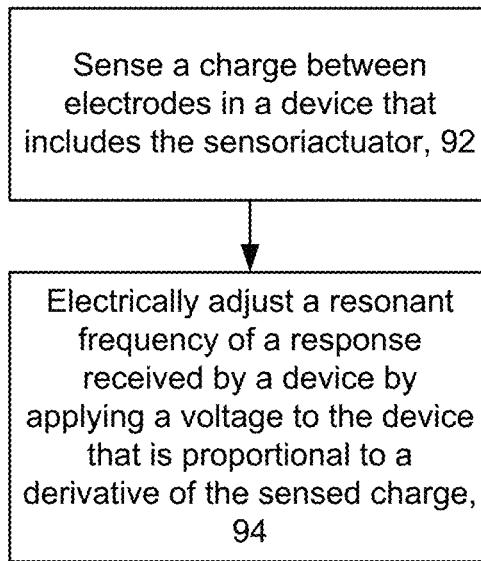 Sense a charge between
electrodes in a device that
includes the sensoriactuator, 92
Electrically adjust a resonant
frequency of a response
received by a device by
applying a voltage to the device
that is proportional to a
derivative of the sensed charge,
94